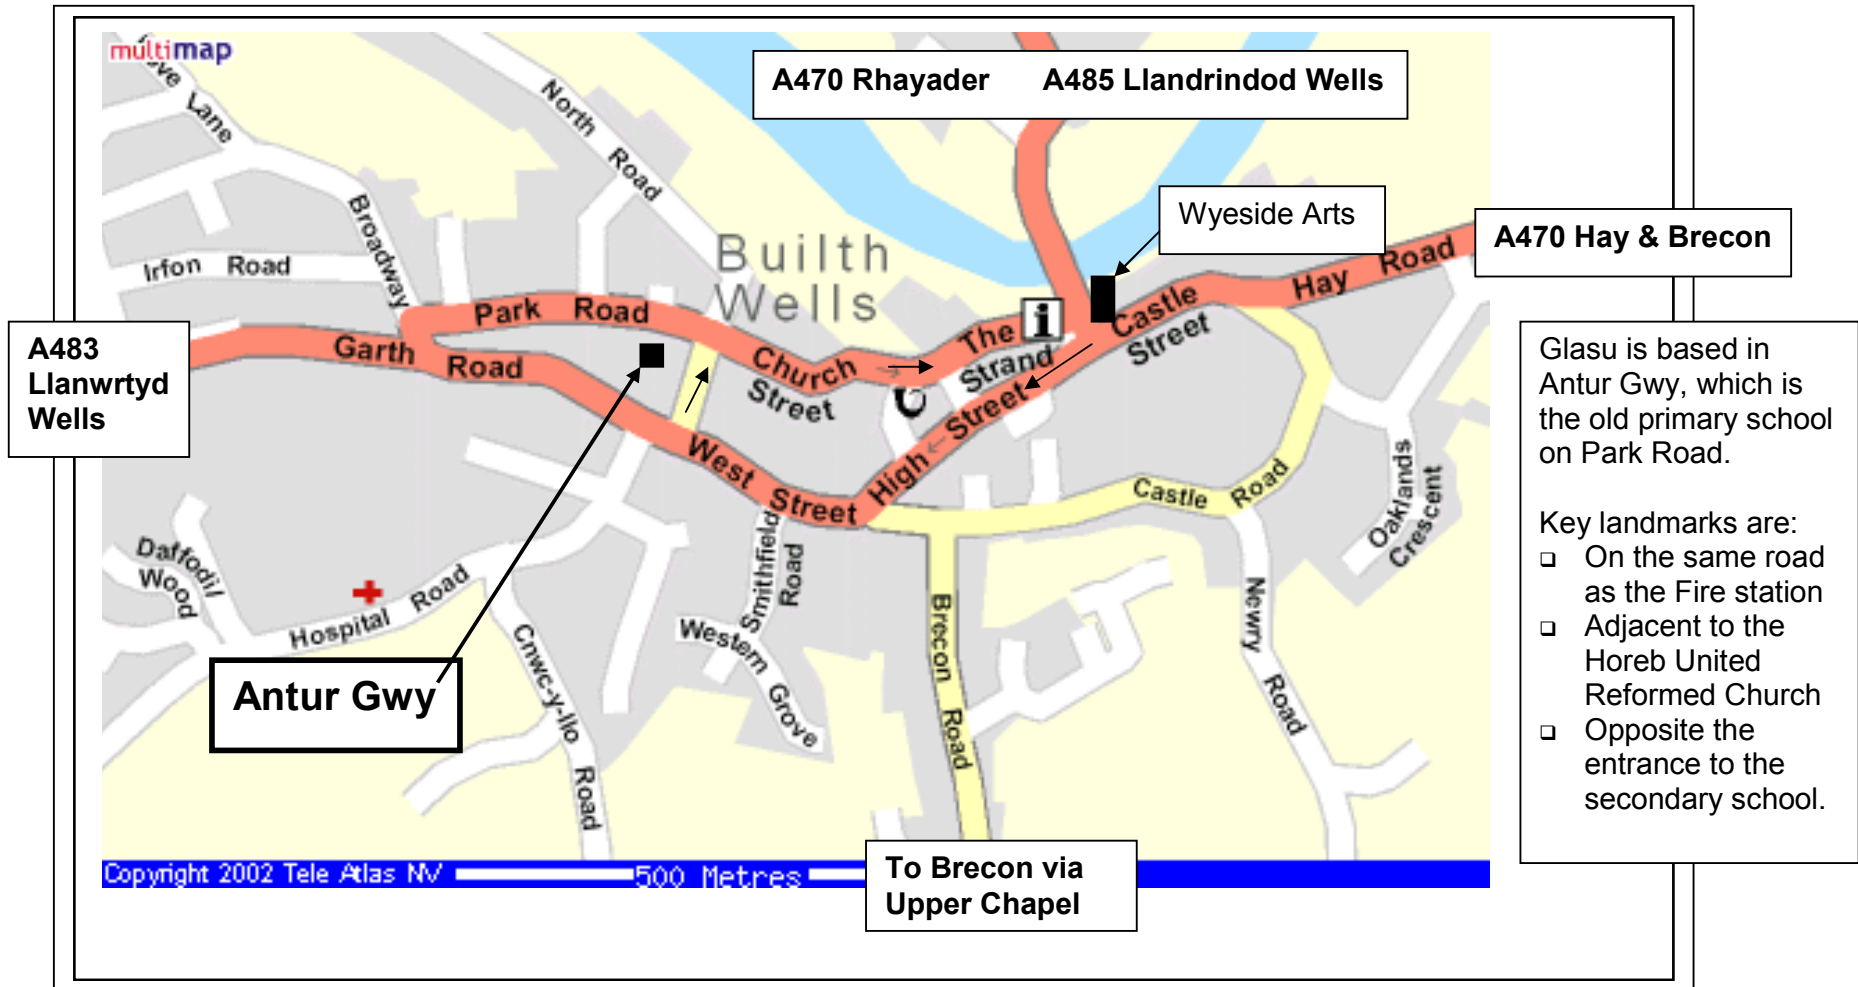 multimap
A470 Rhayader A485 Llandrindod Wells
Lane
North
Road
Wyeside Arts
A470 Hay & Brecon
Broadway
Irfon Road
Builth
Wells
Park Road
Garth Road
Church
Street
The
Strand
i
Castle
Street
Hay Road
A483
Llanwrtyd
Wells
High Street
West Street
Castle Road
Oaklands
Crescent
Daffodil
Wood
Hospital Road
Smithfield
Road
Western Grove
Cnwc-y-llo Road
Brecon Road
Newry Road
Antur Gwy
Glasu is based in
Antur Gwy, which is
the old primary school
on Park Road.
Key landmarks are:
On the same road
as the Fire station
Adjacent to the
Horeb United
Reformed Church
Opposite the
entrance to the
secondary school.
Copyright 2002 Tele Atlas NV
500 Metres
To Brecon via
Upper Chapel